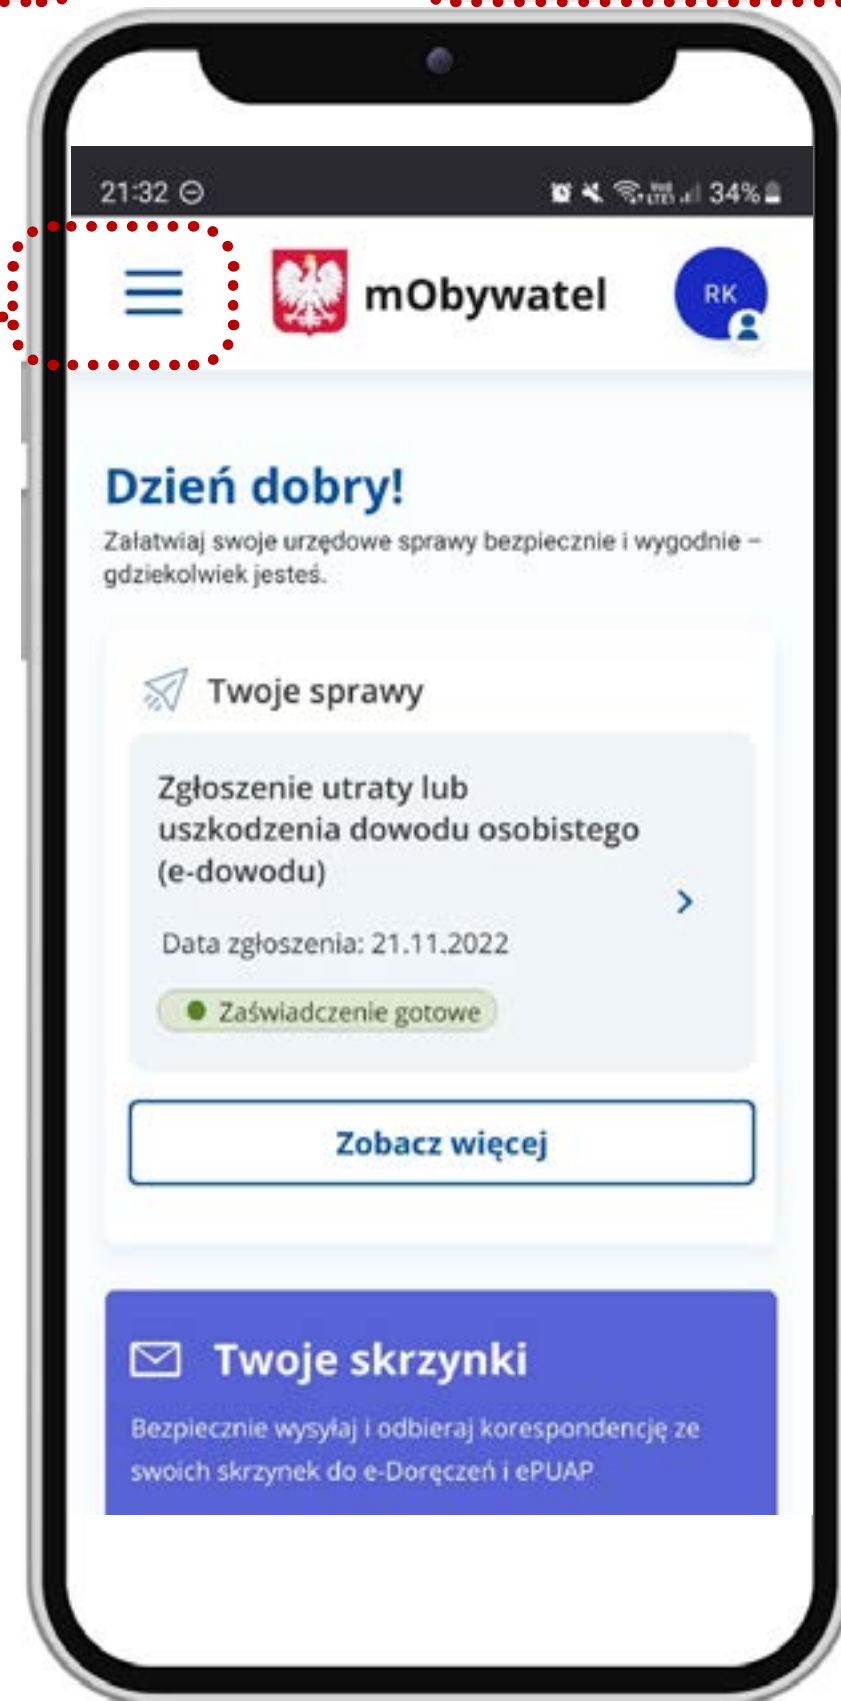 21:32
34%
mObywatel
RK
Dzień dobry!
Załatwiaj swoje urzędowe sprawy bezpiecznie i wygodnie –
gdziekolwiek jesteś.
Twoje sprawy
Zgłoszenie utraty lub
uszkodzenia dowodu osobistego
(e-dowodu)
Data zgłoszenia: 21.11.2022
Zaświadczenie gotowe
Zobacz więcej
Twoje skrzynki
Bezpiecznie wysyłaj i odbieraj korespondencję ze
swoich skrzynek do e-Doręczeń i ePUAP